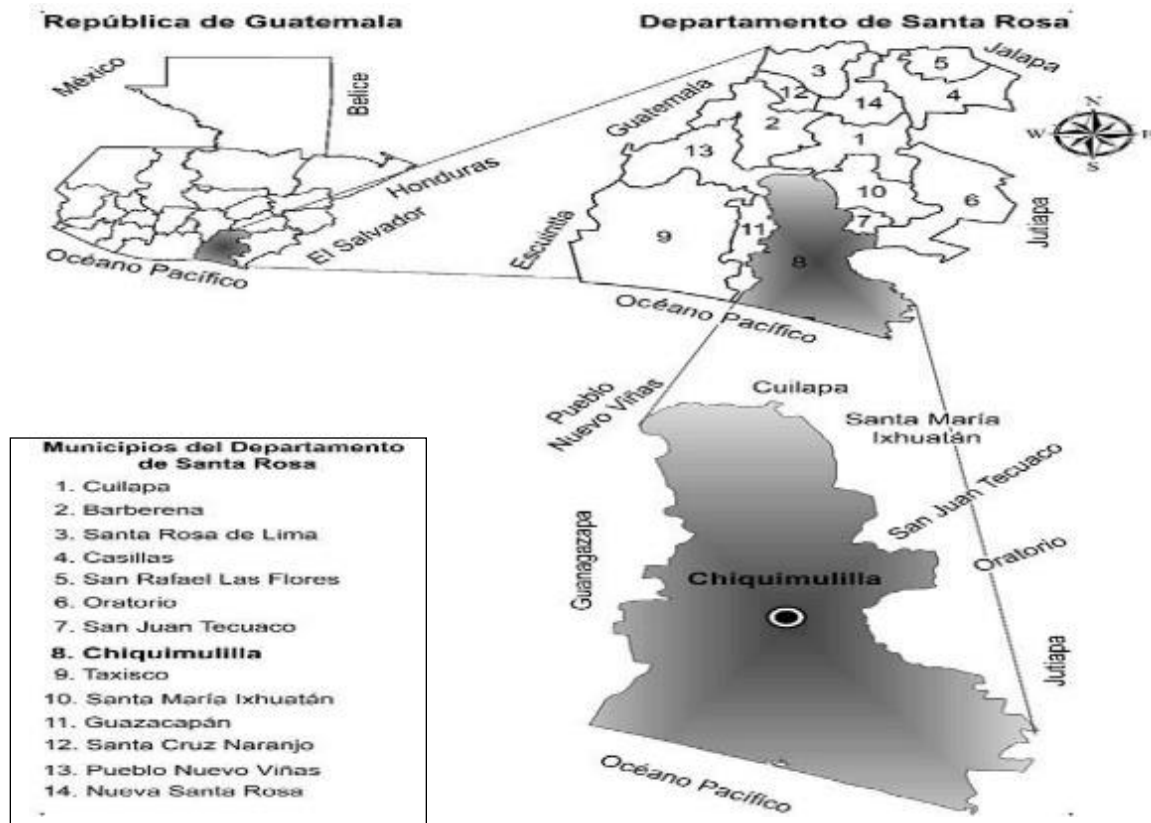 República de Guatemala
México
Belice
Honduras
El Salvador
Océano Pacífico
Departamento de Santa Rosa
Guatemala
Jalapa
Escuintla
Jutiapa
Océano Pacífico
3
5
4
12
14
2
1
13
10
6
7
9
11
8
N
W
E
S
Pueblo
Nuevo Viñas
Cuilapa
Santa María
Ixhuatán
San Juan Tecuaco
Oratorio
Guanagazapa
Chiquimulilla
Jutiapa
Océano Pacífico
Municipios del Departamento
de Santa Rosa
1. Cuilapa
2. Barberena
3. Santa Rosa de Lima
4. Casillas
5. San Rafael Las Flores
6. Oratorio
7. San Juan Tecuaco
8. Chiquimulilla
9. Taxisco
10. Santa María Ixhuatán
11. Guazacapán
12. Santa Cruz Naranjo
13. Pueblo Nuevo Viñas
14. Nueva Santa Rosa